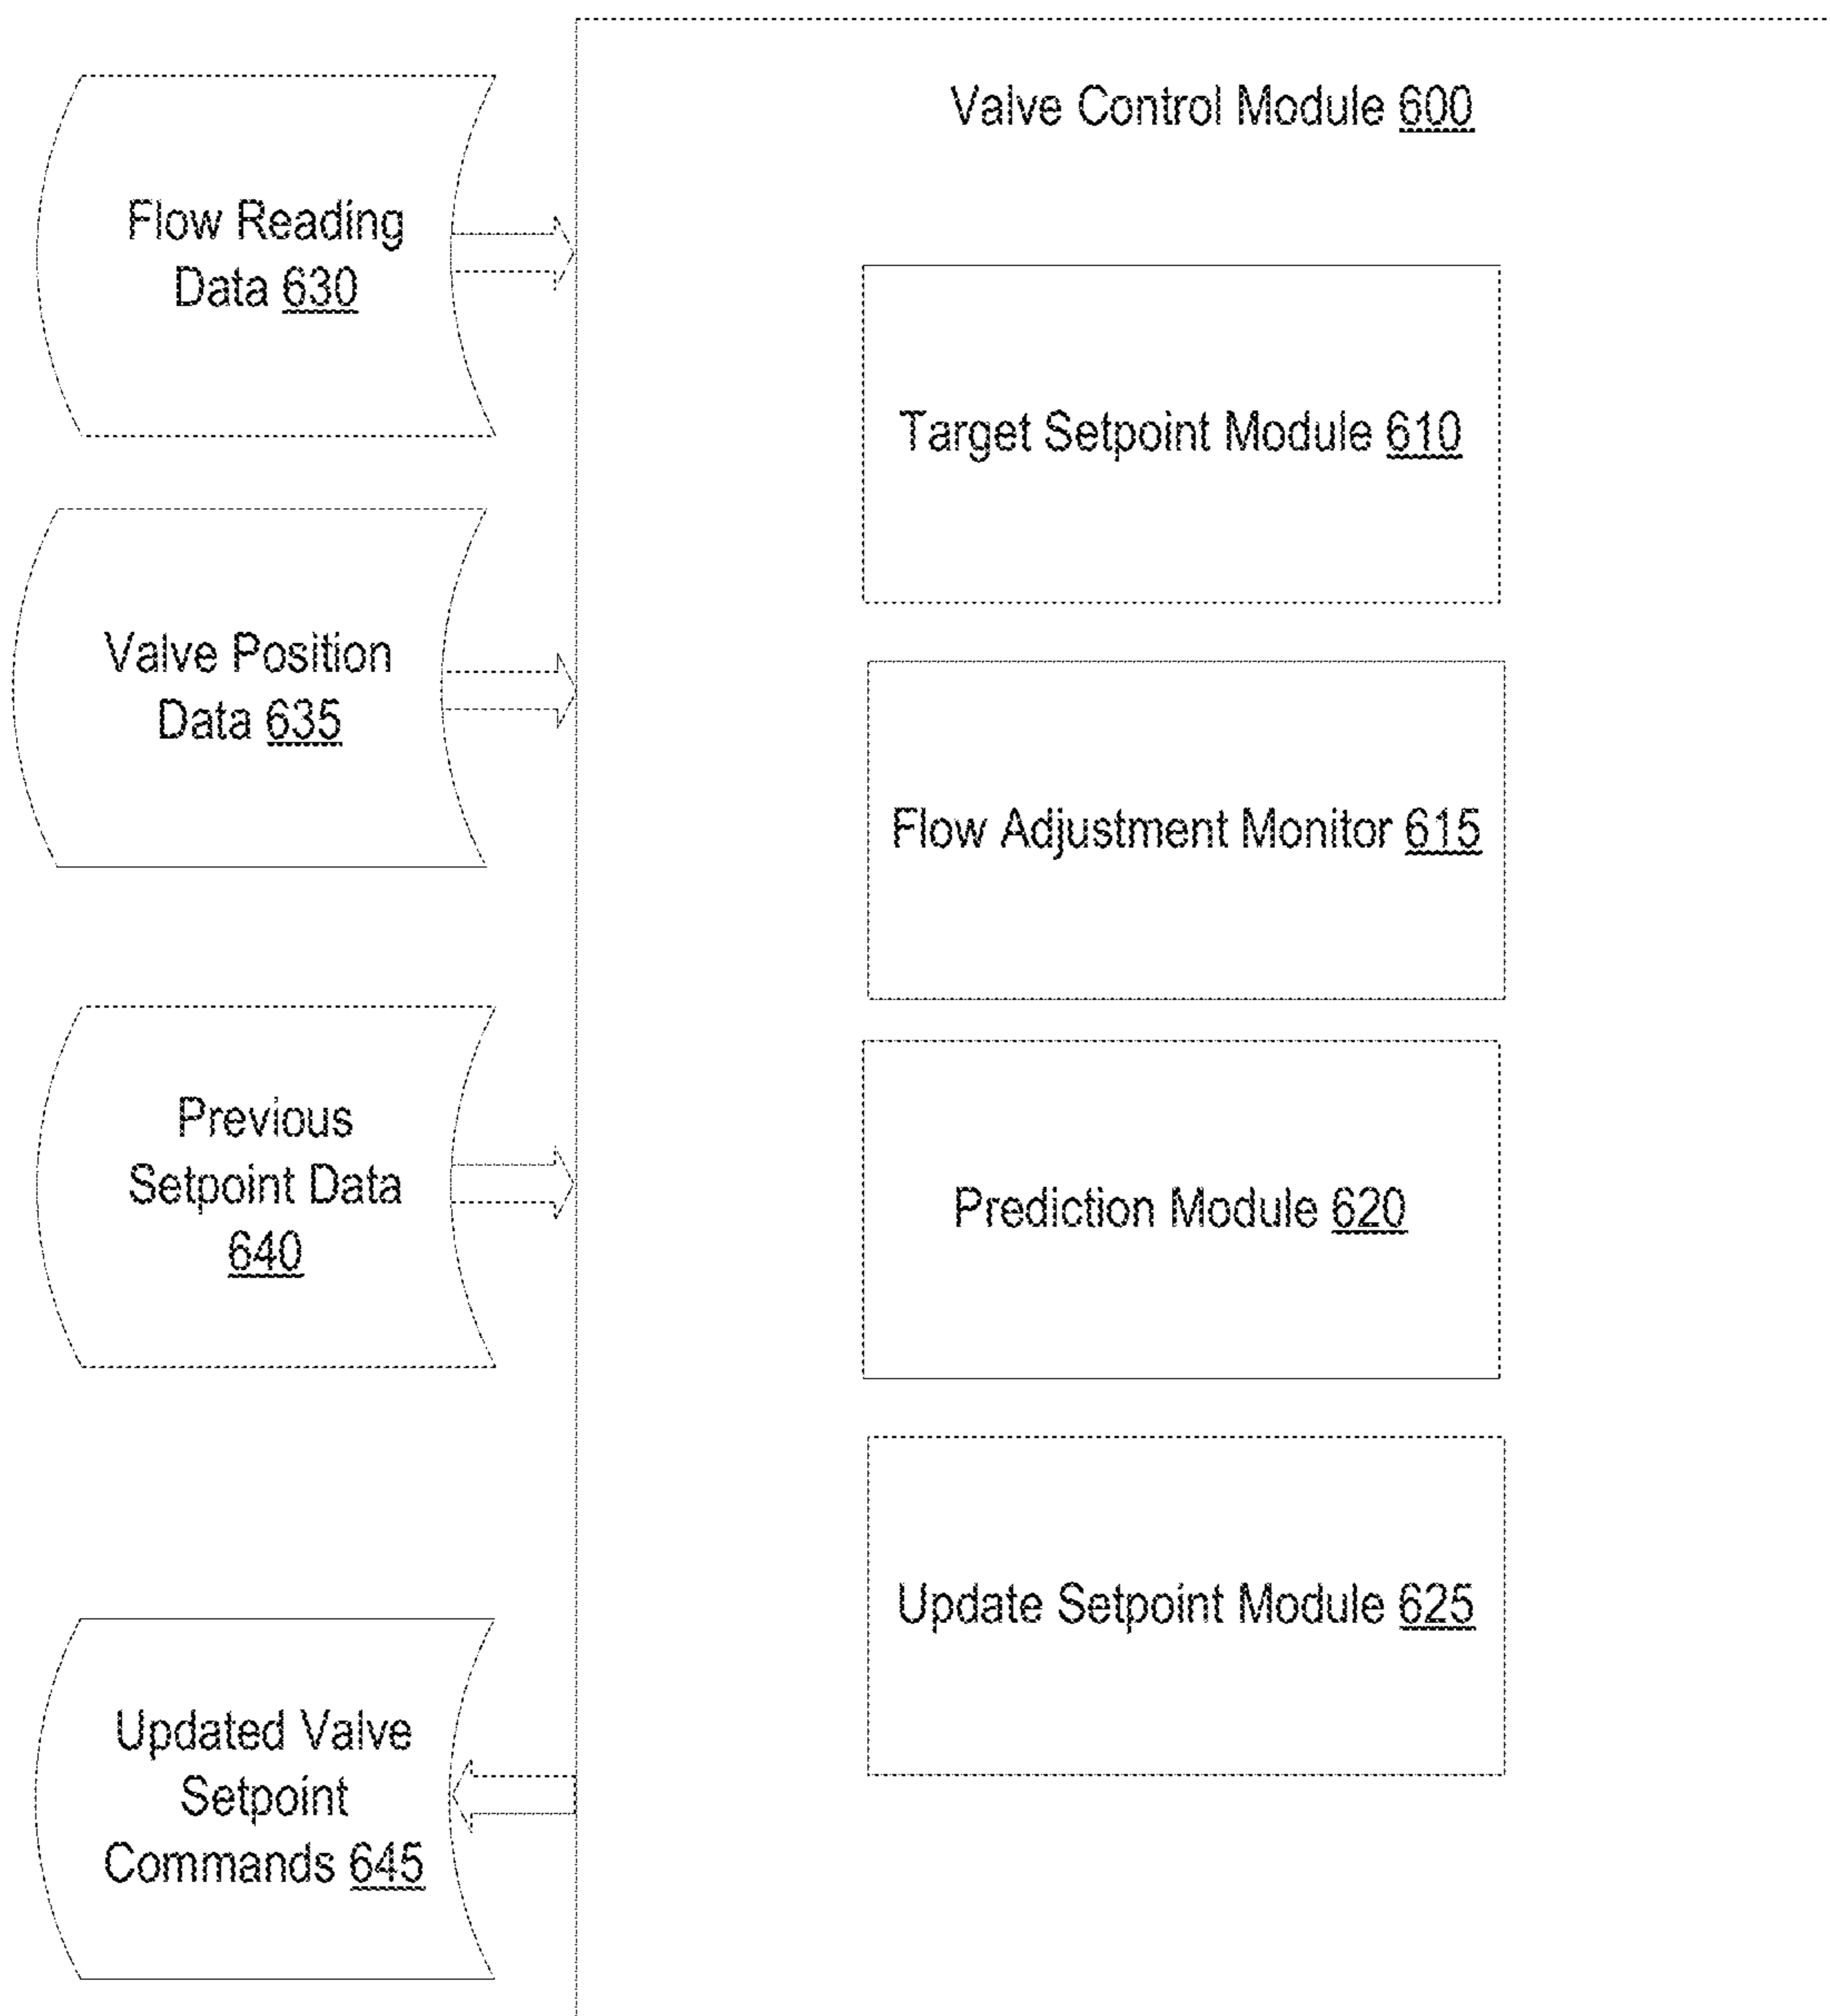 Valve Control Module 600
Flow Reading
Data 630
Target Setpoint Module 610
Valve Position
Data 635
Flow Adjustment Monitor 615
Previous
Setpoint Data
640
Prediction Module 620
Update Setpoint Module 625
Updated Valve
Setpoint
Commands 645